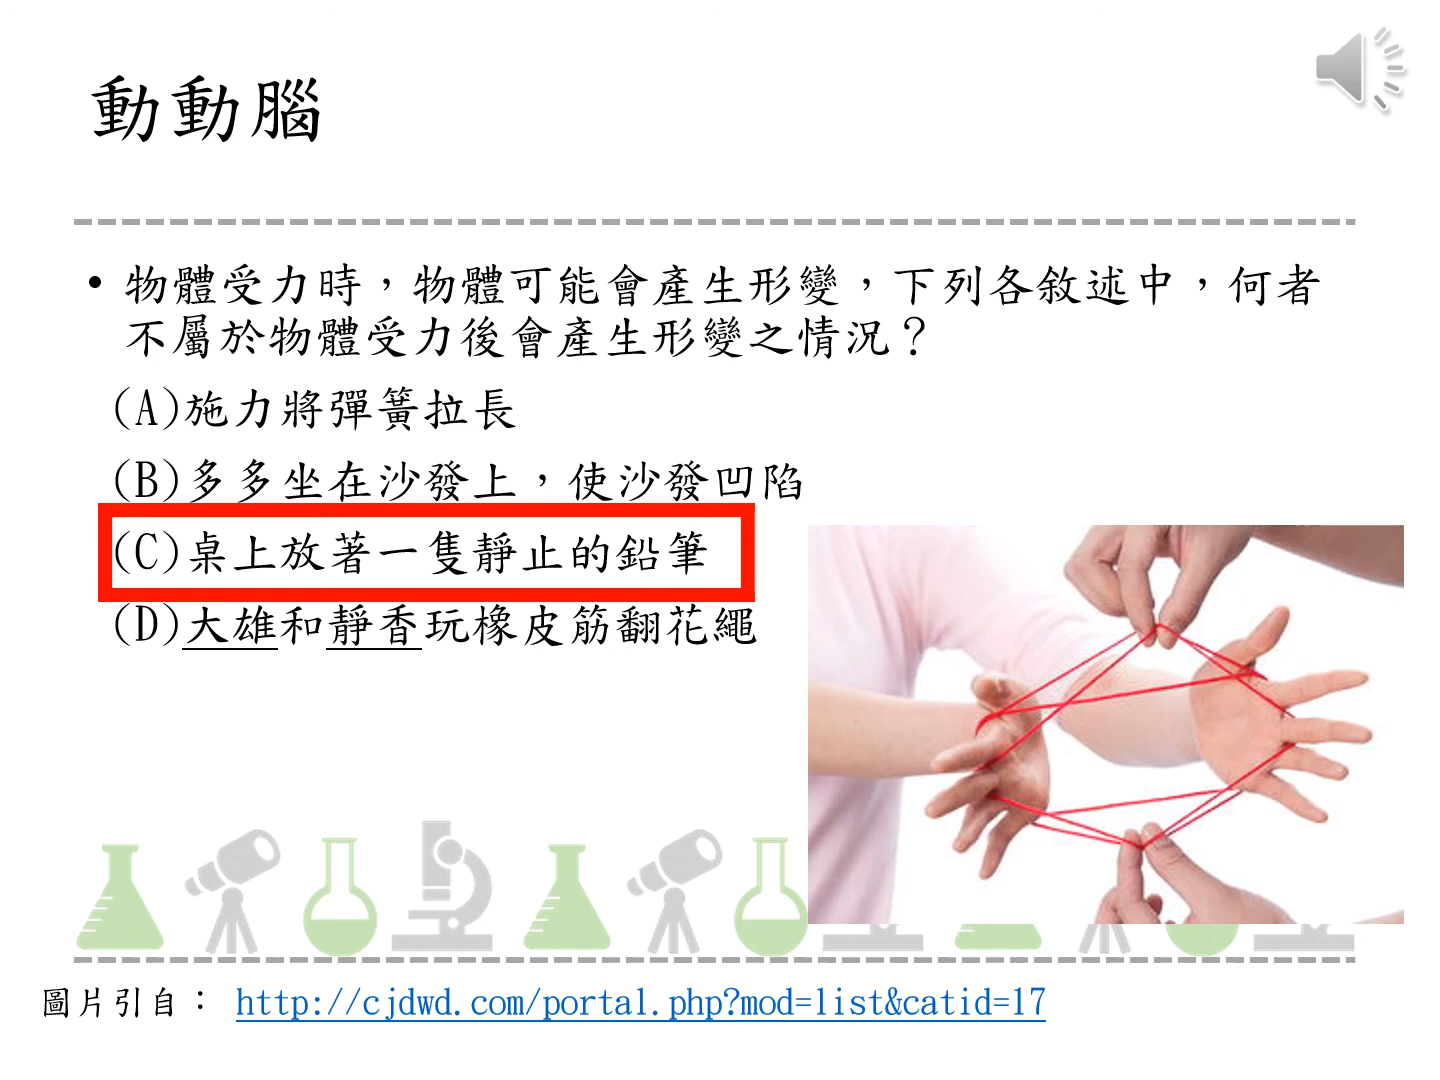 動動腦
• 物體受力時，物體可能會產生形變，下列各敘述中，何者
不屬於物體受力後會產生形變之情況？
(A)施力將彈簧拉長
(B)多多坐在沙發上，使沙發凹陷
(C)桌上放著一隻靜止的鉛筆
(D)大雄和靜香玩橡皮筋翻花繩
圖片引自： http://cjdwd.com/portal.php?mod=list&catid=17